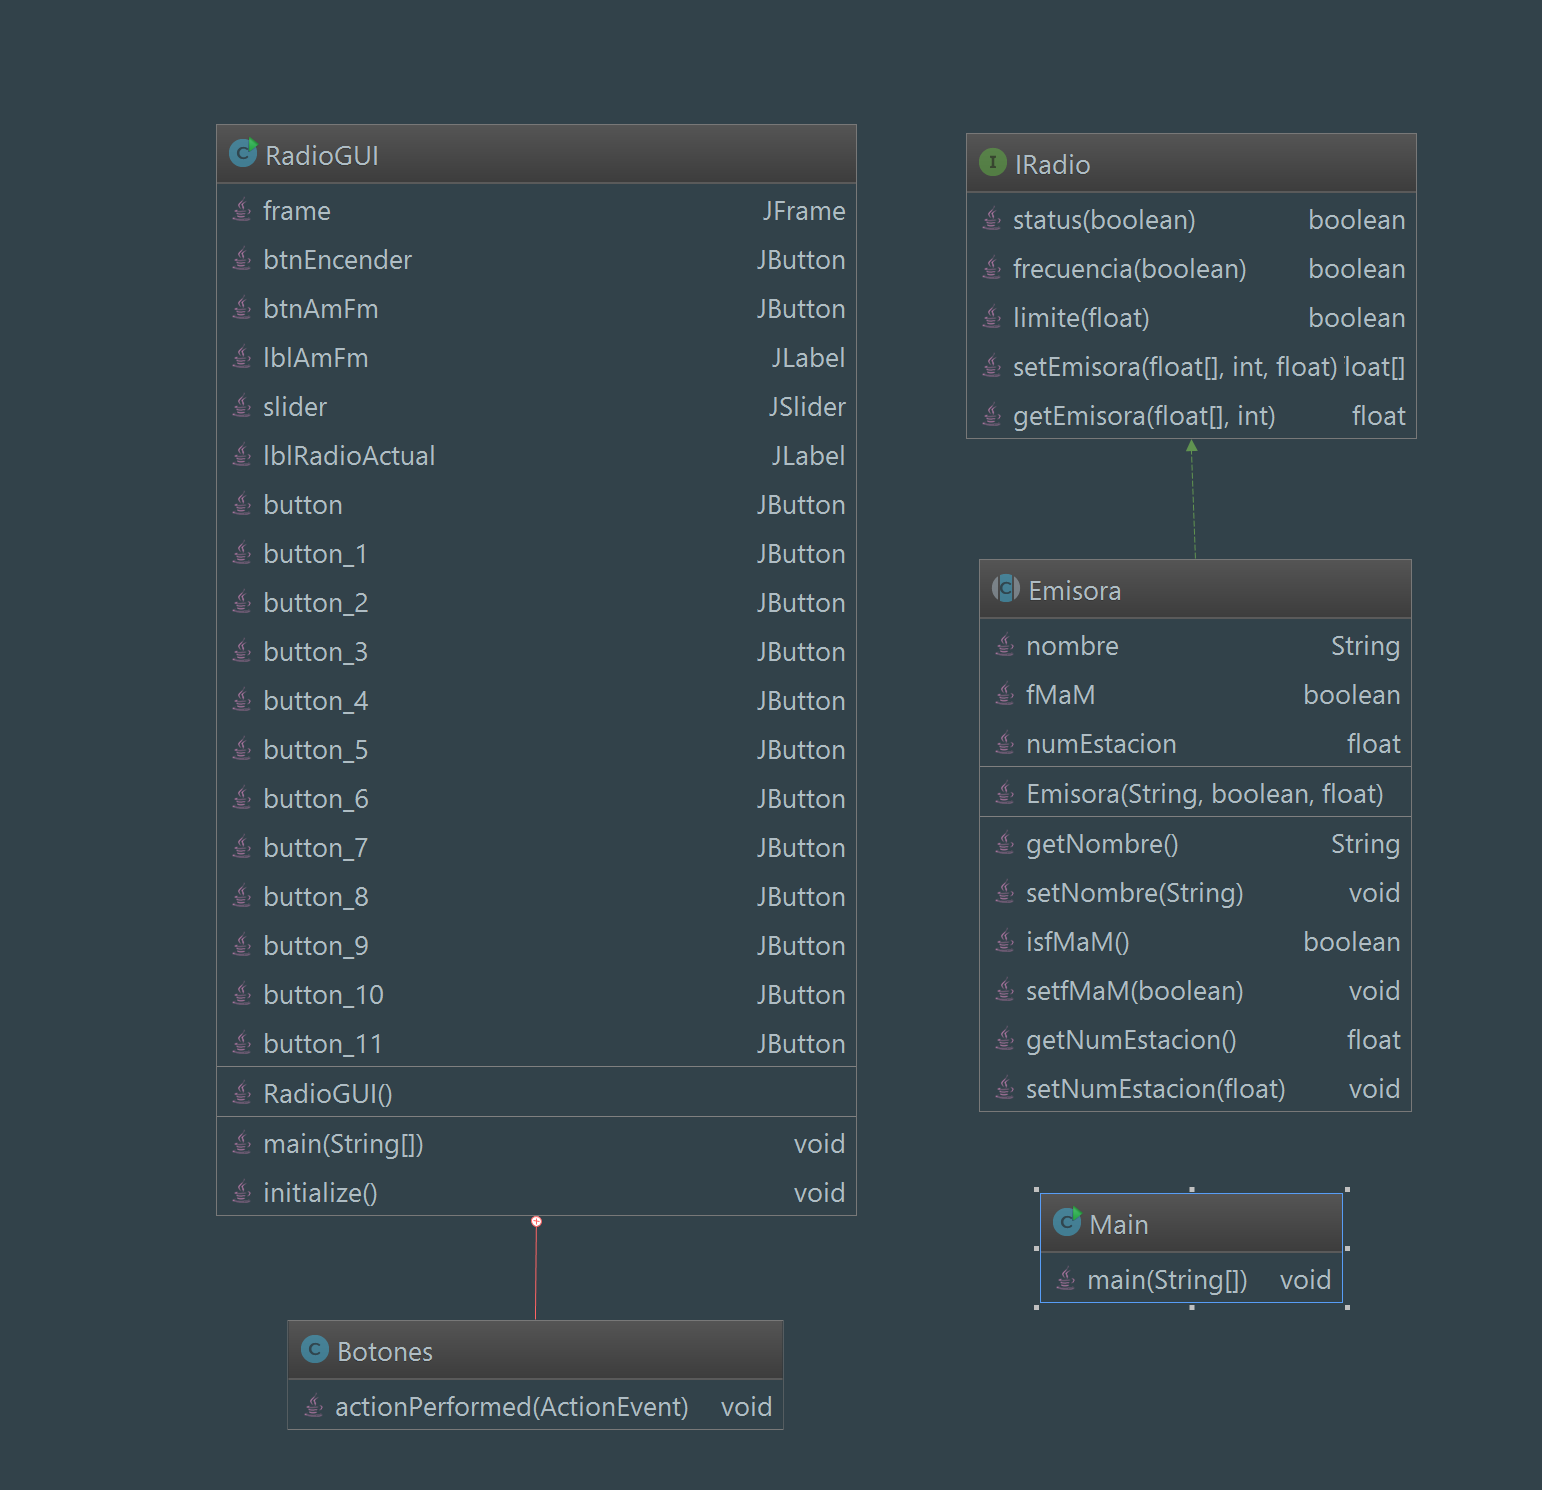 RadioGUI
frame JFrame
btnEncender JButton
btnAmFm JButton
lblAmFm JLabel
slider JSlider
lblRadioActual JLabel
button JButton
button_1 JButton
button_2 JButton
button_3 JButton
button_4 JButton
button_5 JButton
button_6 JButton
button_7 JButton
button_8 JButton
button_9 JButton
button_10 JButton
button_11 JButton
RadioGUI()
main(String[]) void
initialize() void
Botones
actionPerformed(ActionEvent) void
IRadio
status(boolean) boolean
frecuencia(boolean) boolean
limite(float) boolean
setEmisora(float[], int, float) loat[]
getEmisora(float[], int) float
Emisora
nombre String
fMaM boolean
numEstacion float
Emisora(String, boolean, float)
getNombre() String
setNombre(String) void
isfMaM() boolean
setfMaM(boolean) void
getNumEstacion() float
setNumEstacion(float) void
Main
main(String[]) void